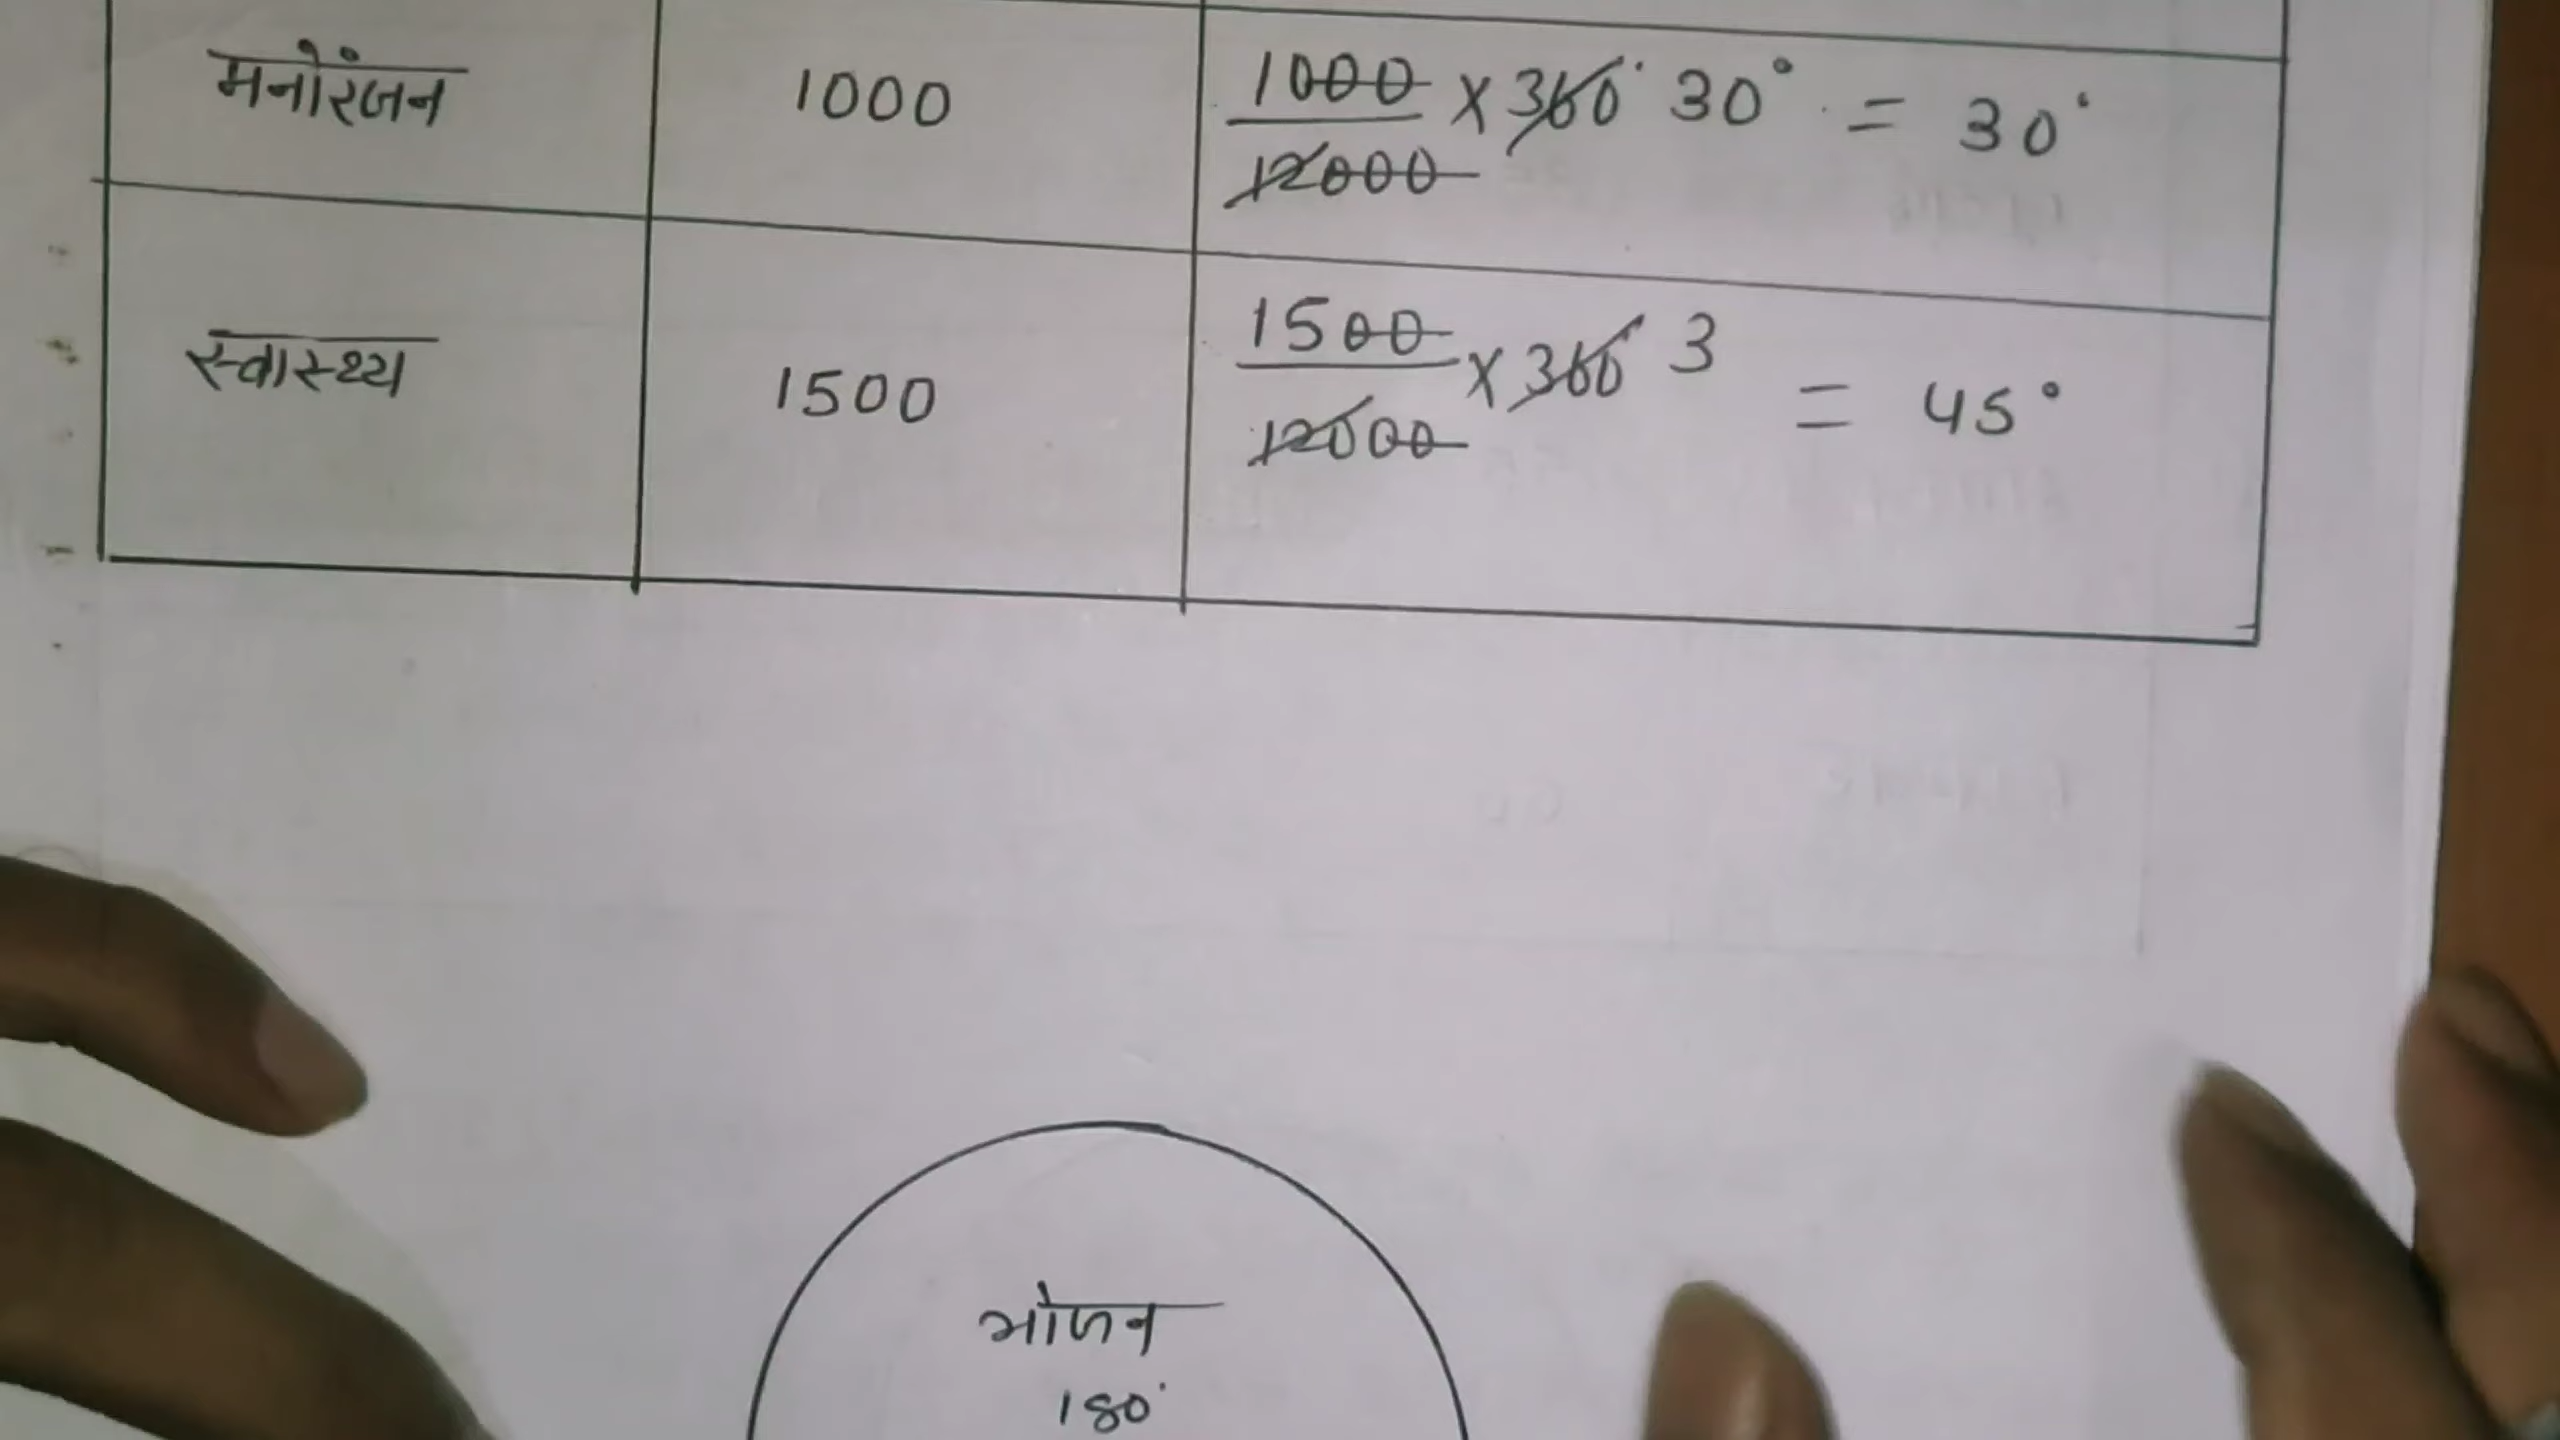 मनोरंजन 1000 1000/12000 × 360° 30° = 30°
स्वास्थ्य 1500 1500/12000 × 360 3 = 45°
भोजन
180°